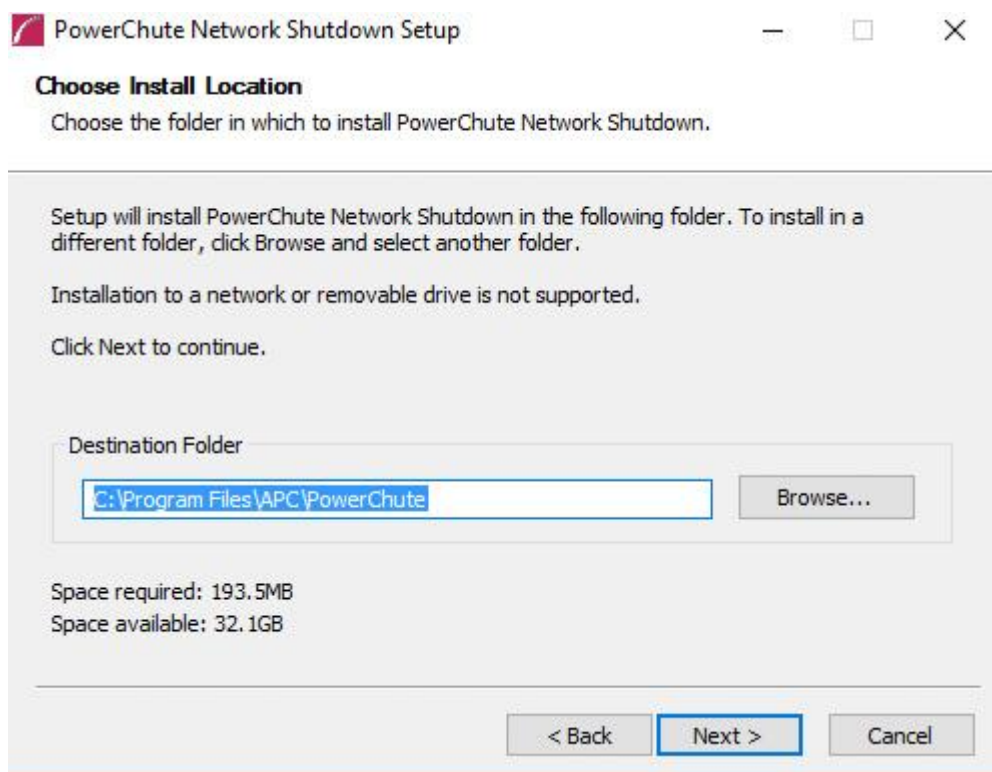 PowerChute Network Shutdown Setup
Choose Install Location
Choose the folder in which to install PowerChute Network Shutdown.
Setup will install PowerChute Network Shutdown in the following folder. To install in a
different folder, click Browse and select another folder.
Installation to a network or removable drive is not supported.
Click Next to continue.
Destination Folder
C:\Program Files\APC\PowerChute
Browse...
Space required: 193.5MB
Space available: 32.1GB
< Back
Next >
Cancel